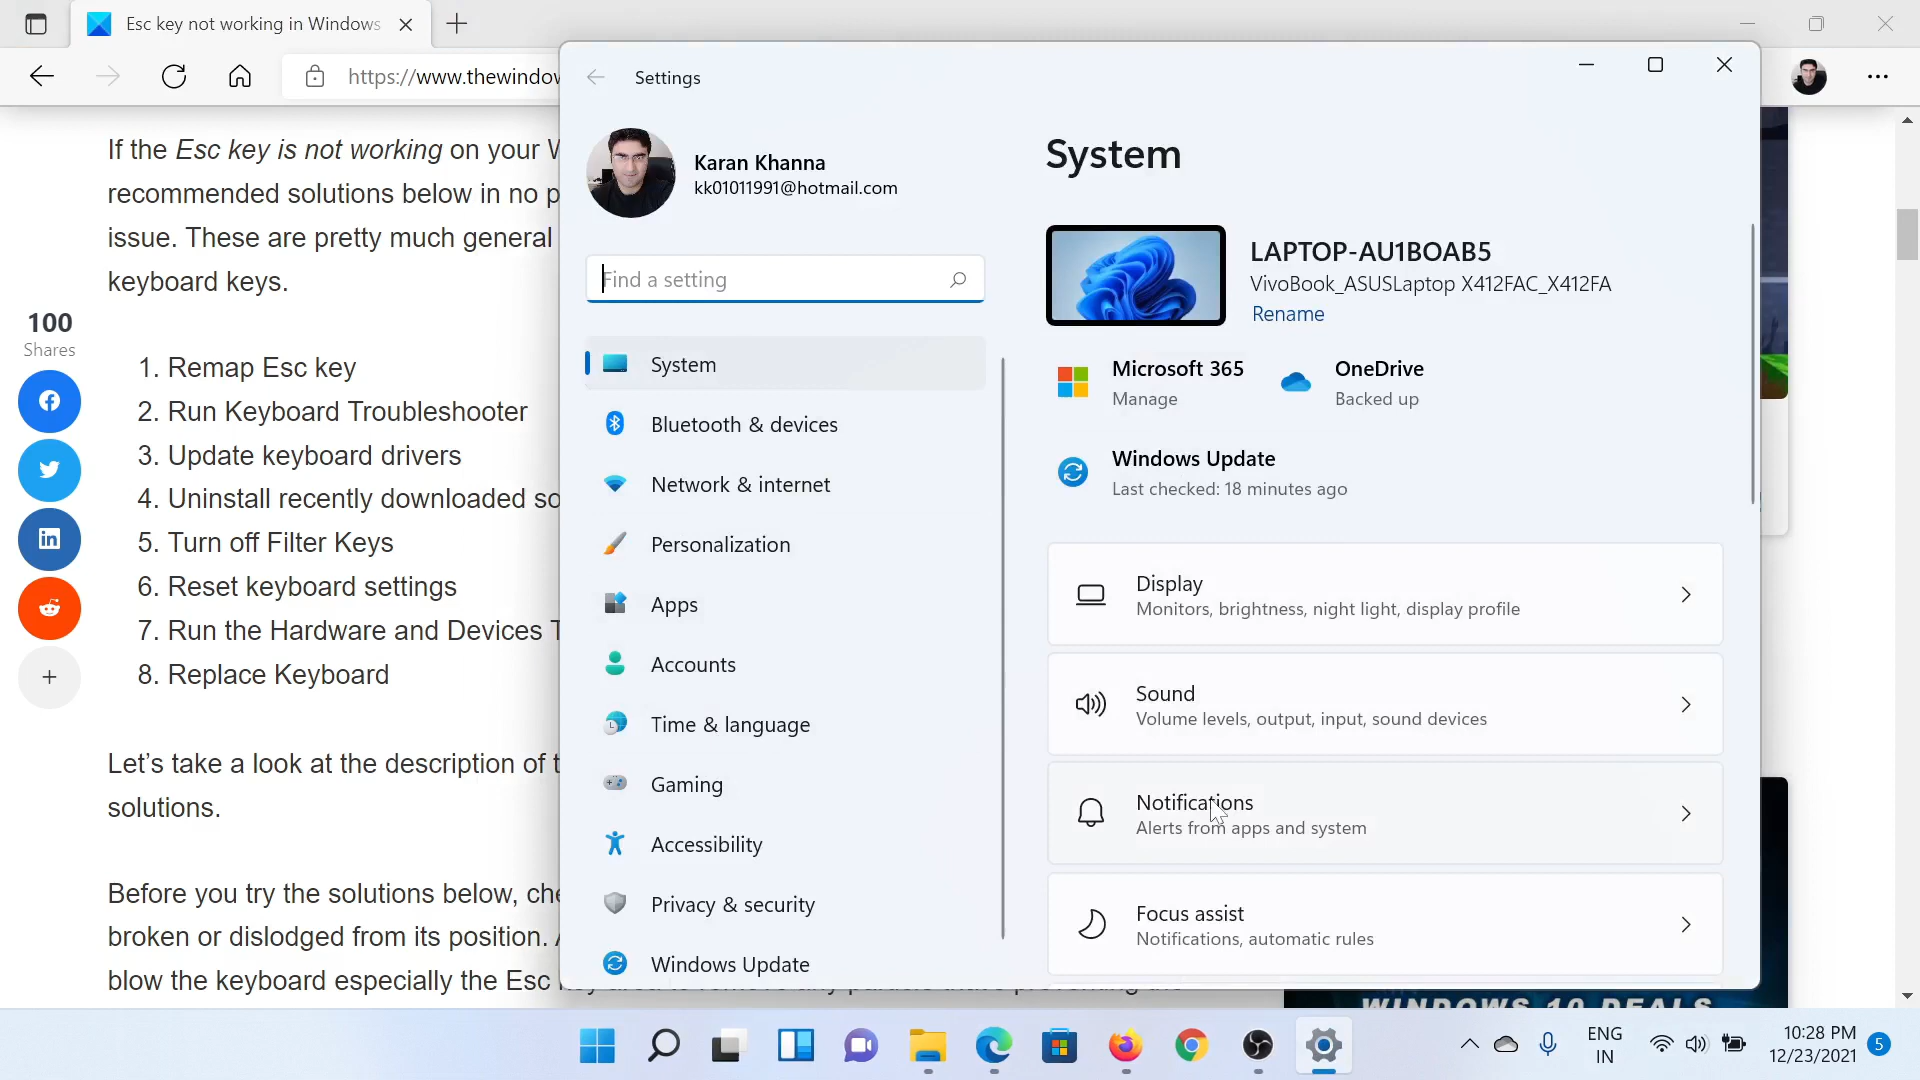 Esc key not working in Windows
https://www.thewindow
If the Esc key is not working on your W
recommended solutions below in no p
issue. These are pretty much general
keyboard keys.
100
Shares
1. Remap Esc key
2. Run Keyboard Troubleshooter
3. Update keyboard drivers
4. Uninstall recently downloaded so
5. Turn off Filter Keys
6. Reset keyboard settings
7. Run the Hardware and Devices T
8. Replace Keyboard
Let's take a look at the description of t
solutions.
Before you try the solutions below, che
broken or dislodged from its position.
blow the keyboard especially the Esc
Settings
Karan Khanna
kk01011991@hotmail.com
Find a setting
System
Bluetooth & devices
Network & internet
Personalization
Apps
Accounts
Time & language
Gaming
Accessibility
Privacy & security
Windows Update
System
LAPTOP-AU1BOAB5
VivoBook_ASUSLaptop X412FAC_X412FA
Rename
Microsoft 365
Manage
OneDrive
Backed up
Windows Update
Last checked: 18 minutes ago
Display
Monitors, brightness, night light, display profile
Sound
Volume levels, output, input, sound devices
Notifications
Alerts from apps and system
Focus assist
Notifications, automatic rules
WINDOWS 10 DEALS
ENG
IN
10:28 PM
12/23/2021
5